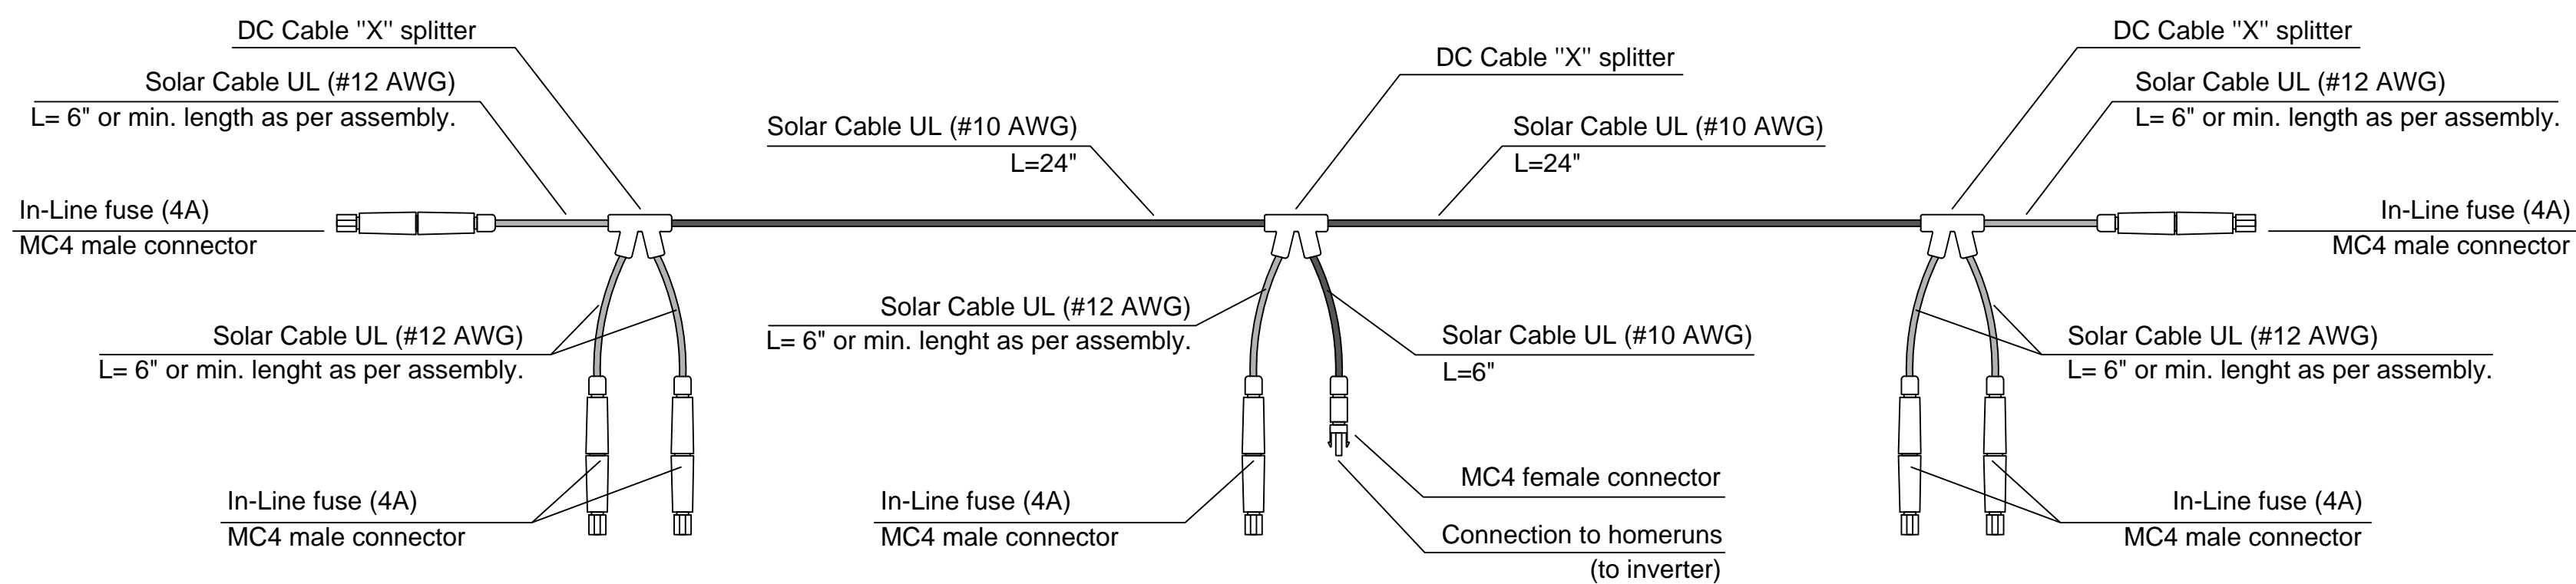 DC Cable "X" splitter
Solar Cable UL (#12 AWG)
L= 6" or min. length as per assembly.
In-Line fuse (4A)
MC4 male connector
Solar Cable UL (#12 AWG)
L= 6" or min. lenght as per assembly.
In-Line fuse (4A)
MC4 male connector
Solar Cable UL (#10 AWG)
L=24"
DC Cable "X" splitter
Solar Cable UL (#10 AWG)
L=24"
Solar Cable UL (#12 AWG)
L= 6" or min. lenght as per assembly.
In-Line fuse (4A)
MC4 male connector
Solar Cable UL (#10 AWG)
L=6"
MC4 female connector
Connection to homeruns
(to inverter)
DC Cable "X" splitter
Solar Cable UL (#12 AWG)
L= 6" or min. length as per assembly.
In-Line fuse (4A)
MC4 male connector
Solar Cable UL (#12 AWG)
L= 6" or min. lenght as per assembly.
In-Line fuse (4A)
MC4 male connector